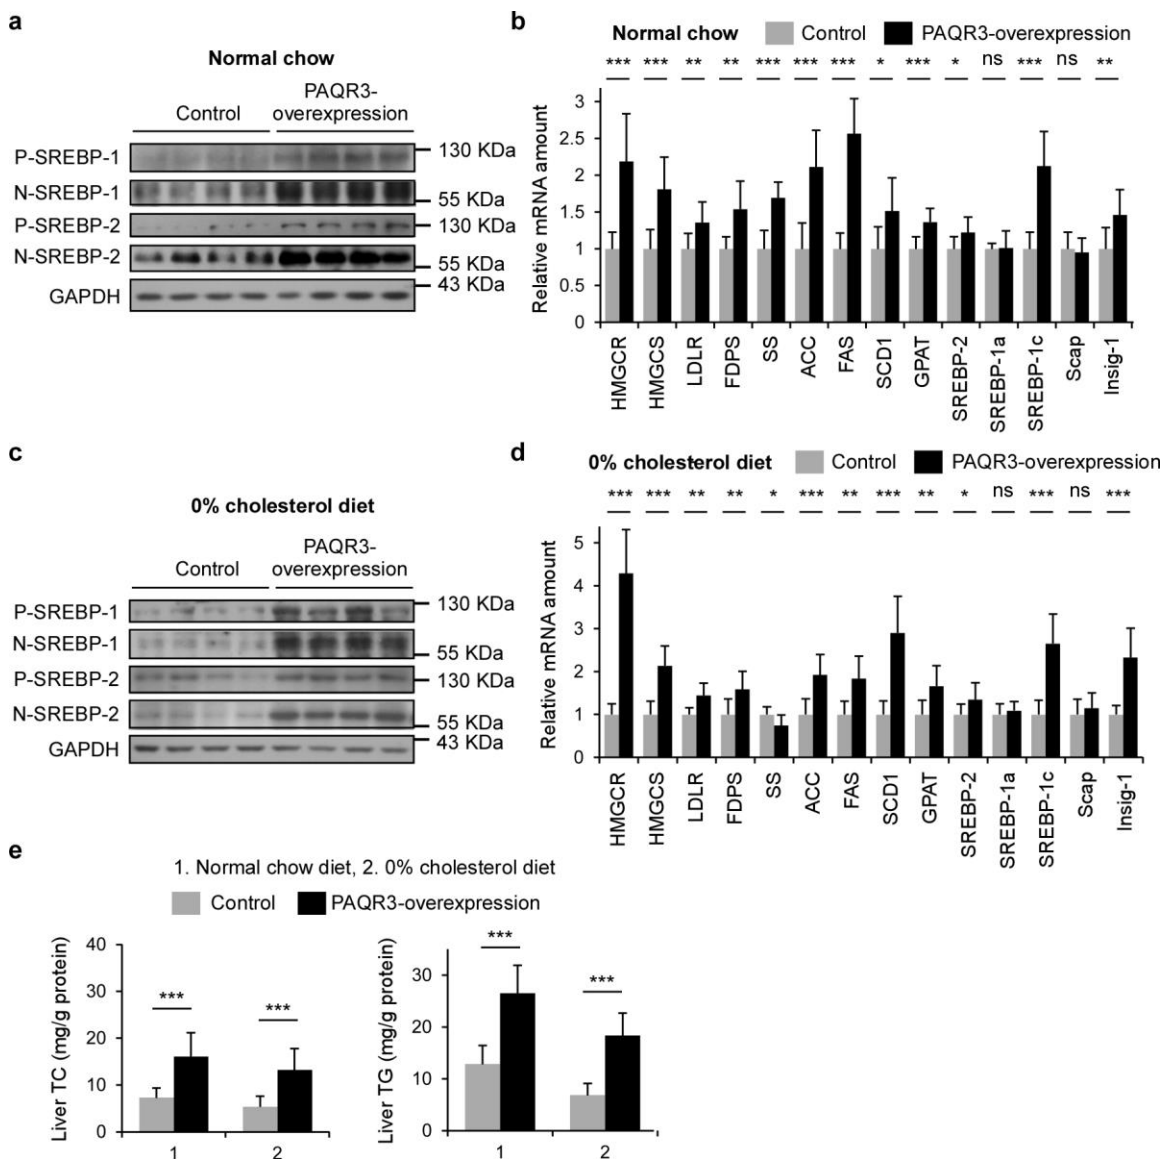 a
Normal chow
Control
PAQR3-
overexpression
P-SREBP-1
130 KDa
N-SREBP-1
55 KDa
P-SREBP-2
130 KDa
N-SREBP-2
55 KDa
43 KDa
GAPDH
b
Normal chow Control PAQR3-overexpression
*** *** ** ** *** *** *** * *** * ns *** ns **
Relative mRNA amount
3
2.5
2
1.5
1
0.5
0
HMGCR
HMGCS
LDLR
FDPS
SS
ACC
FAS
SCD1
GPAT
SREBP-2
SREBP-1a
SREBP-1c
Scap
Insig-1
c
0% cholesterol diet
Control
PAQR3-
overexpression
P-SREBP-1
130 KDa
N-SREBP-1
55 KDa
P-SREBP-2
130 KDa
N-SREBP-2
55 KDa
43 KDa
GAPDH
d
0% cholesterol diet Control PAQR3-overexpression
*** *** ** ** * *** ** *** ** * ns *** ns ***
Relative mRNA amount
5
4
3
2
1
0
HMGCR
HMGCS
LDLR
FDPS
SS
ACC
FAS
SCD1
GPAT
SREBP-2
SREBP-1a
SREBP-1c
Scap
Insig-1
e
1. Normal chow diet, 2. 0% cholesterol diet
Control PAQR3-overexpression
Liver TC (mg/g protein)
40
30
20
10
0
*** ***
1 2
Liver TG (mg/g protein)
30
20
10
0
*** ***
1 2